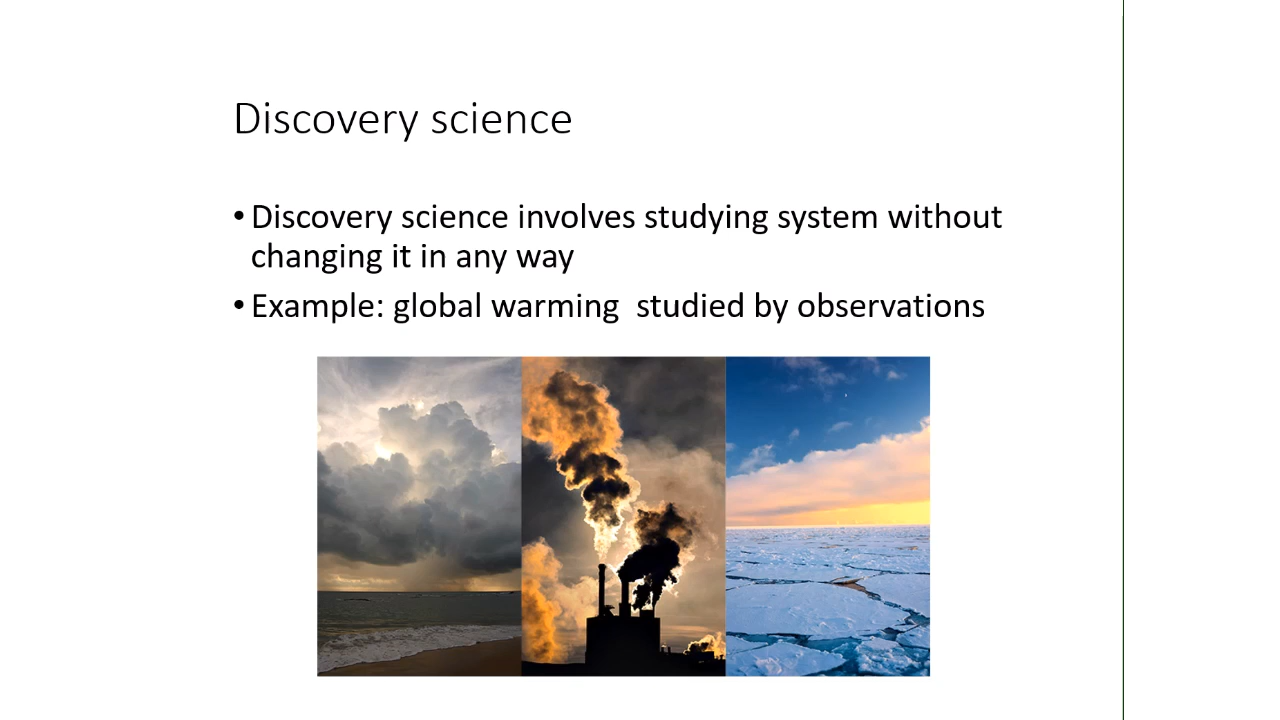 Discovery science
• Discovery science involves studying system without
changing it in any way
• Example: global warming  studied by observations